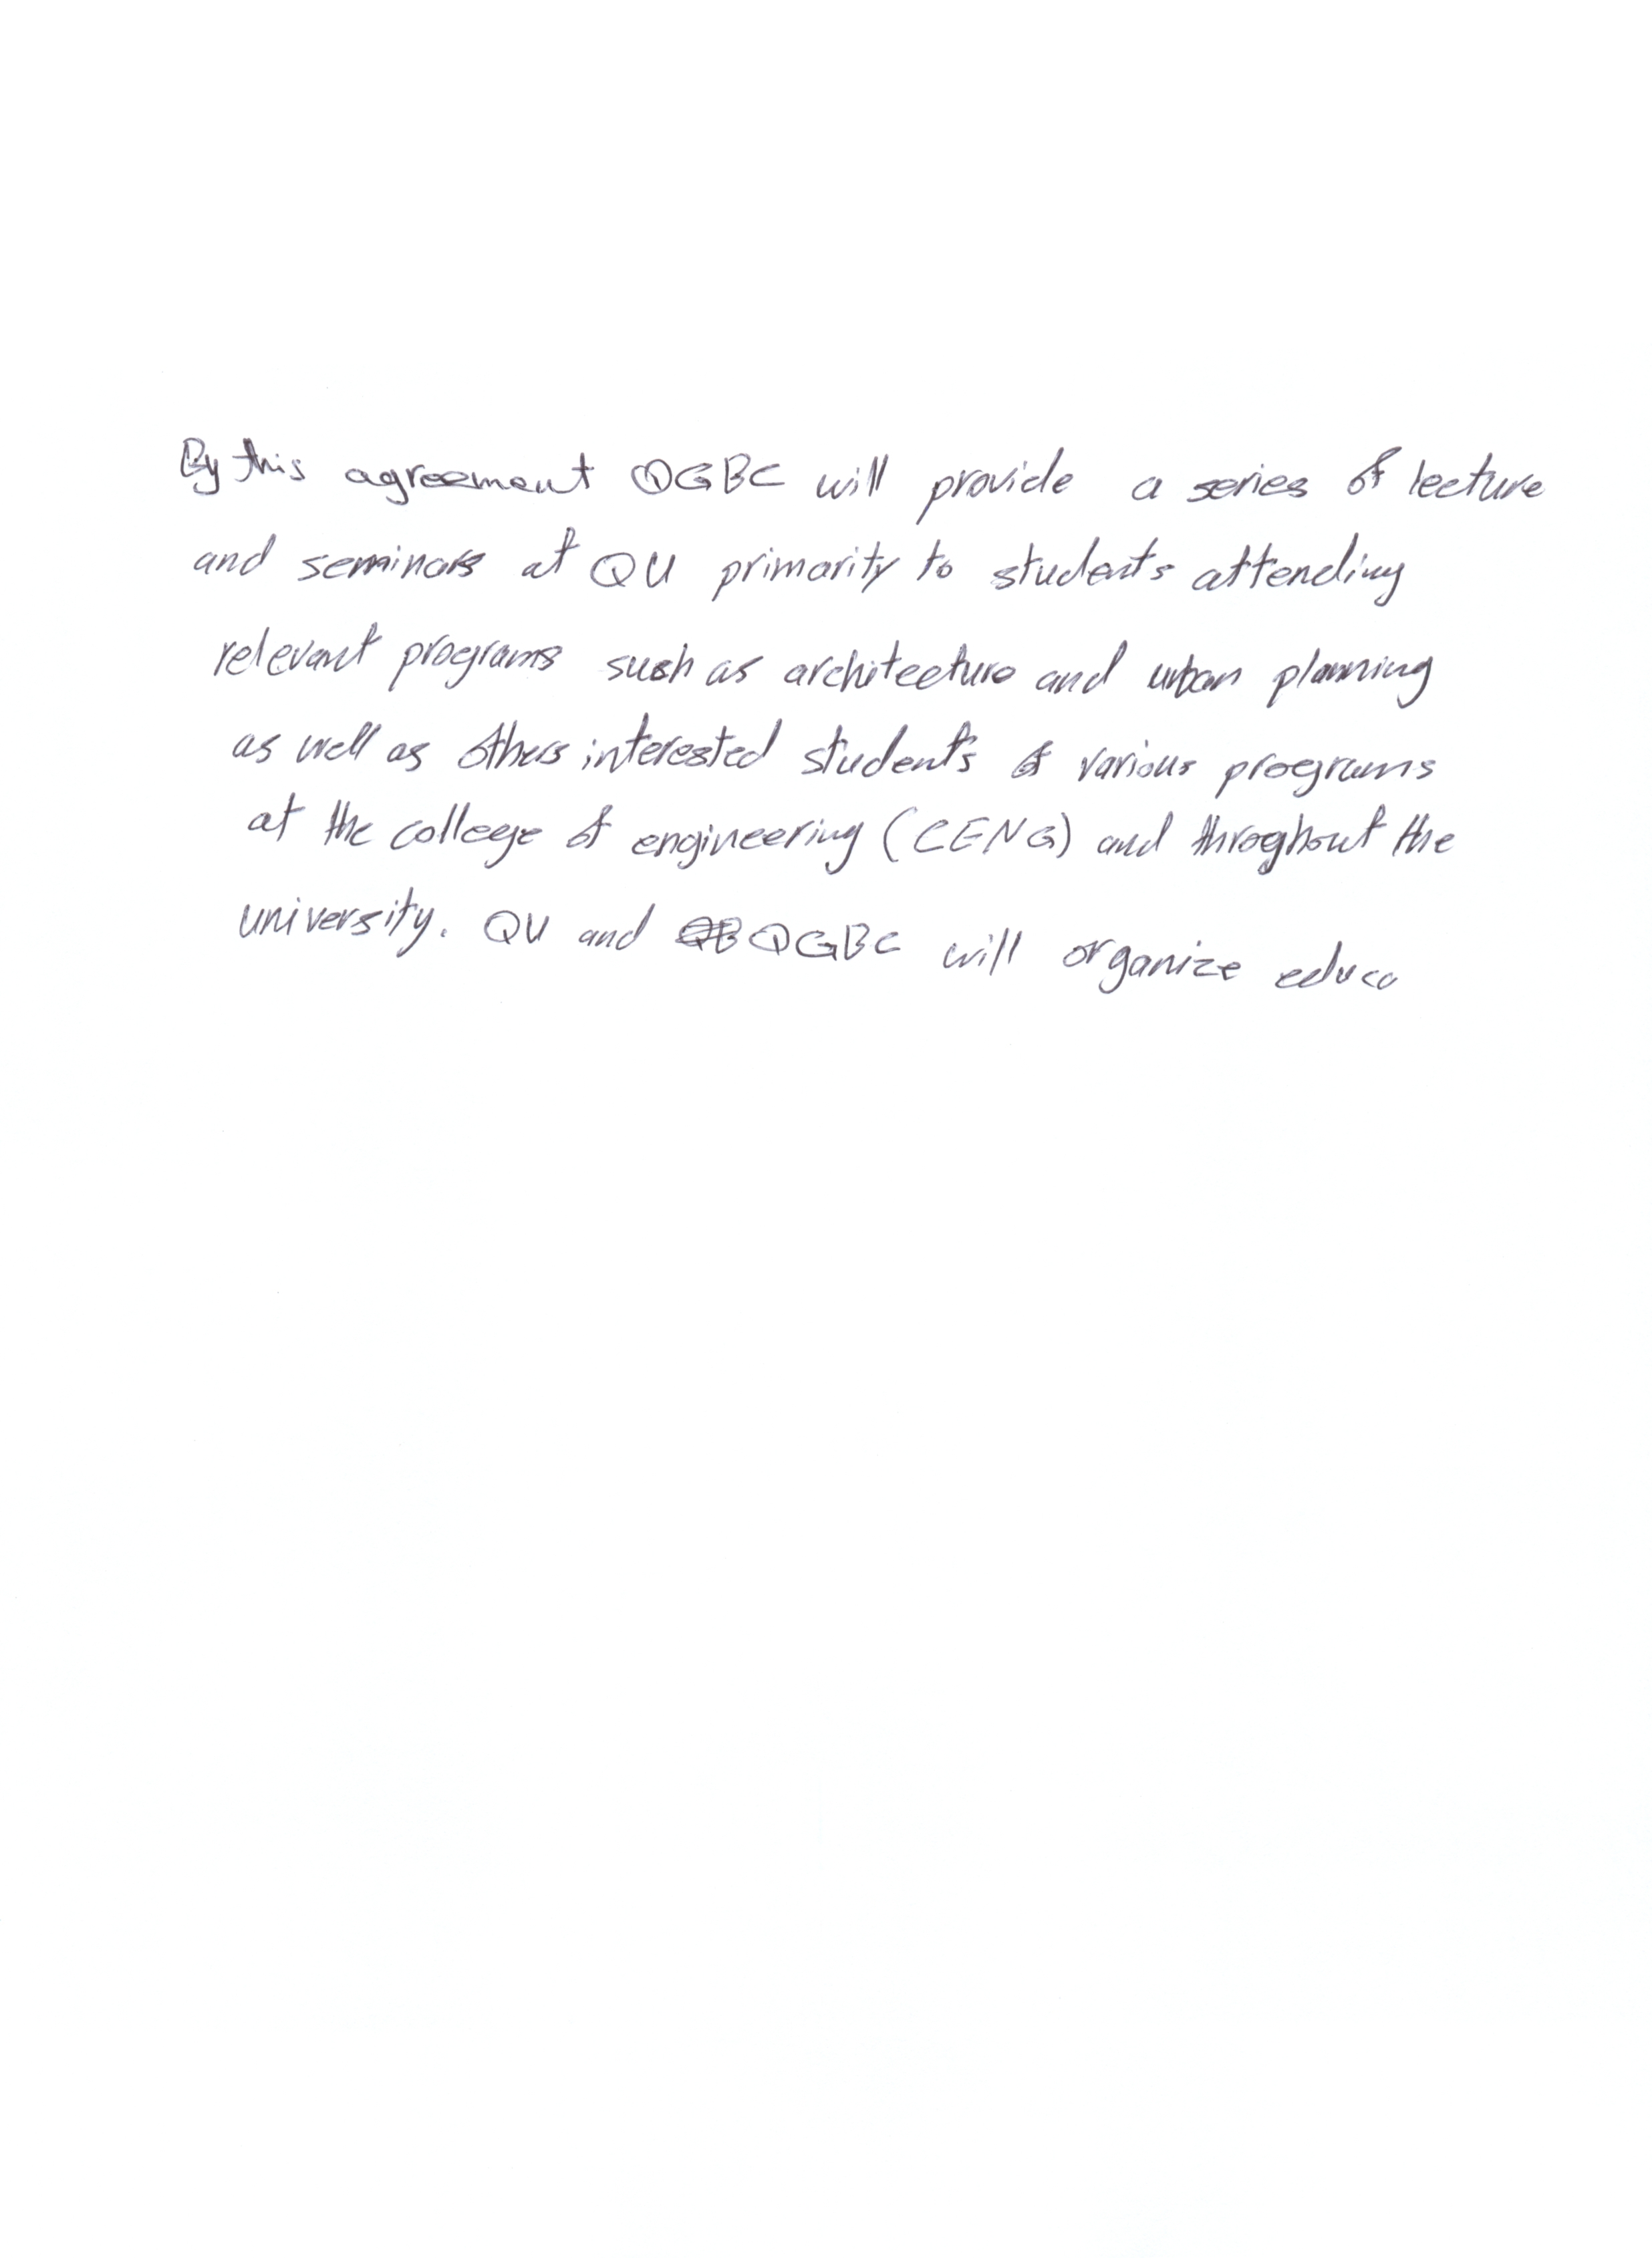 By this agreement QGBC will provide a series of lecture
and seminars at QU primarity to students attending
relevant programs such as architecture and urban planning
as well as others interested students of various programs
at the college of engineering (CENG) and throghout the
university. QU and QGBC will organize educa